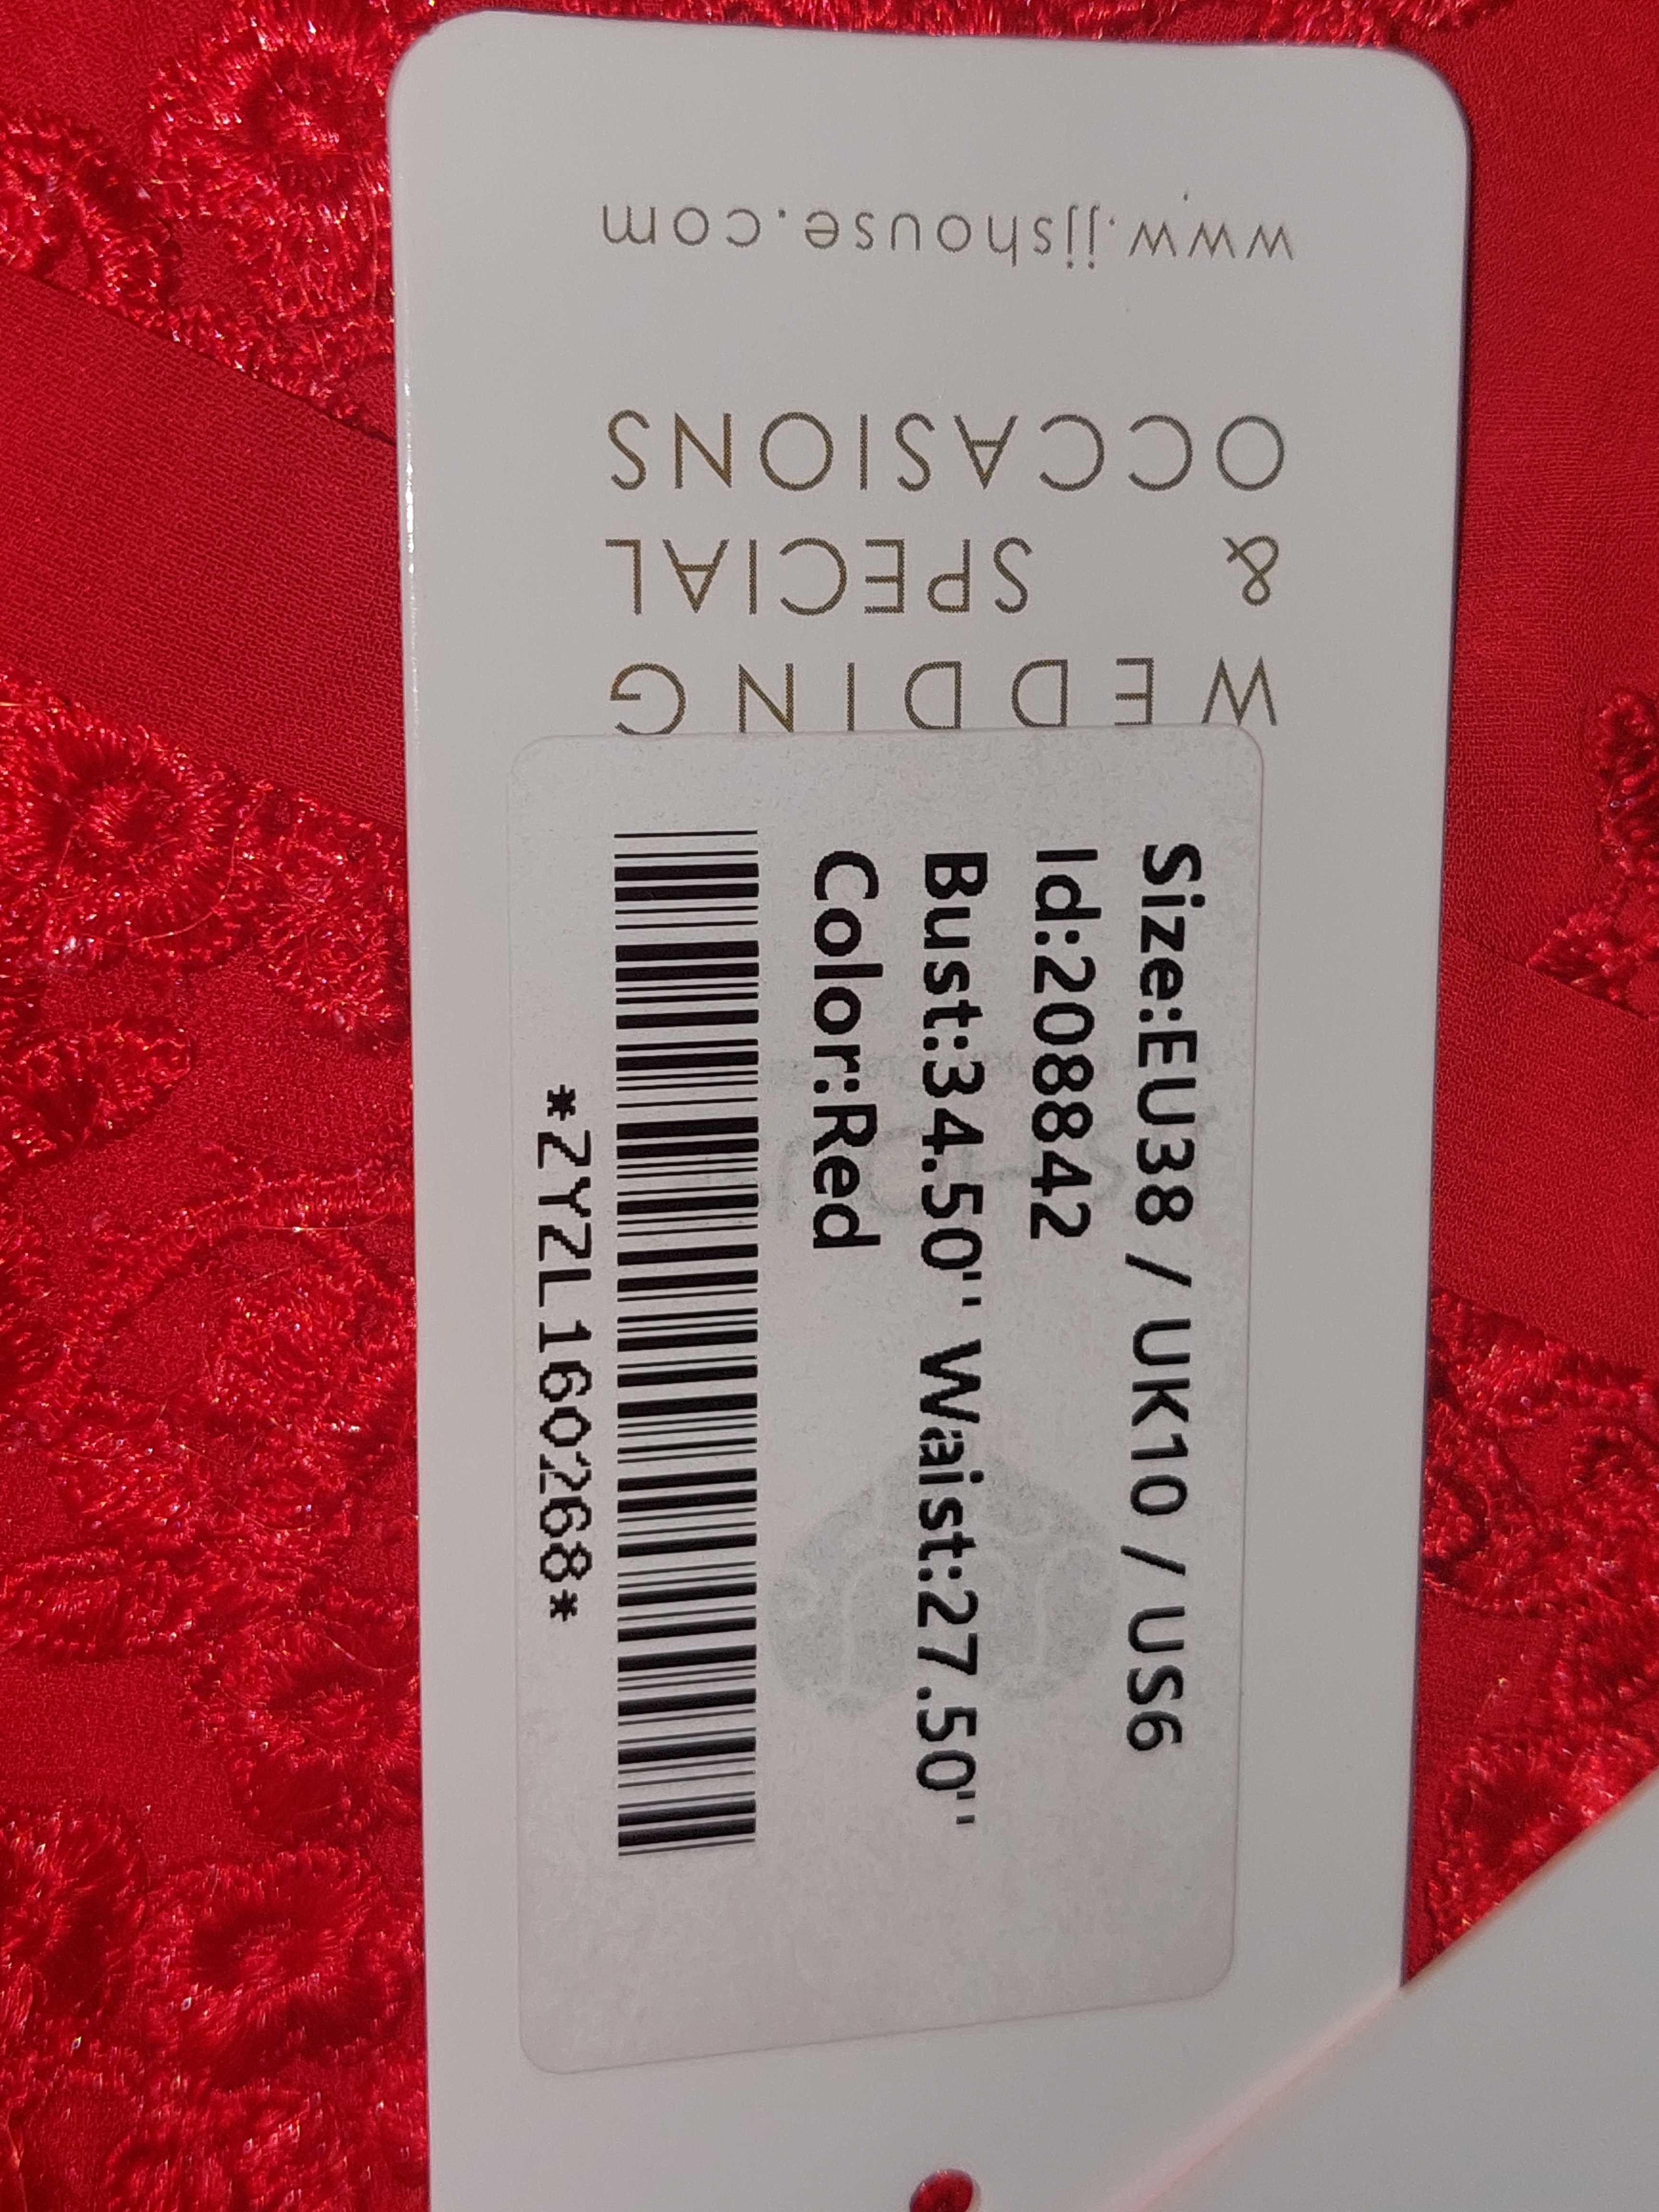 WEDDING
& SPECIAL
OCCASIONS
www.jjshouse.com
Size:EU38 / UK10 / US6
Id:208842
Bust:34.50'' Waist:27.50''
Color:Red
*ZYZL160268*